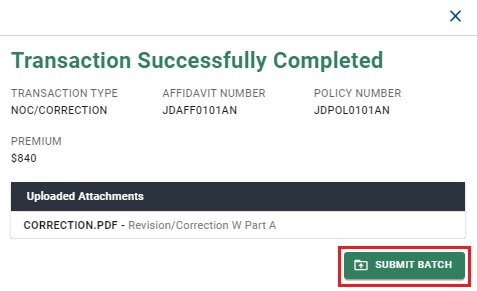 Transaction Successfully Completed
TRANSACTION TYPE AFFIDAVIT NUMBER POLICY NUMBER
NOC/CORRECTION JDAFF0101AN JDPOL0101AN
PREMIUM
$840
Uploaded Attachments
CORRECTION.PDF - Revision/Correction W Part A
SUBMIT BATCH